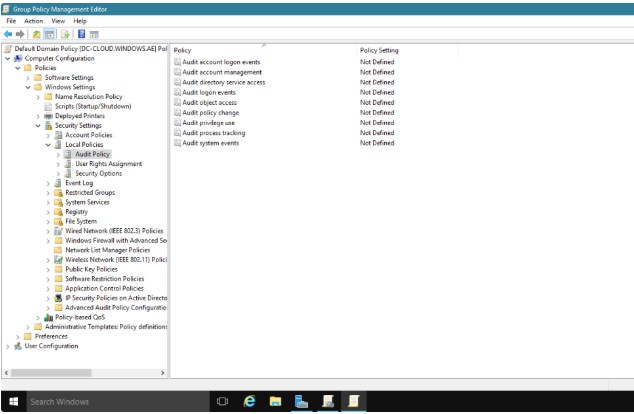 Group Policy Management Editor
File Action View Help
Default Domain Policy [DC-CLOUD.WINDOWS.AE] Pol
Computer Configuration
Policies
Software Settings
Windows Settings
Name Resolution Policy
Scripts (Startup/Shutdown)
Deployed Printers
Security Settings
Account Policies
Local Policies
Audit Policy
User Rights Assignment
Security Options
Event Log
Restricted Groups
System Services
Registry
File System
Wired Network (IEEE 802.3) Policies
Windows Firewall with Advanced Se
Network List Manager Policies
Wireless Network (IEEE 802.11) Polici
Public Key Policies
Software Restriction Policies
Application Control Policies
IP Security Policies on Active Directo
Advanced Audit Policy Configuratio
Policy-based QoS
Administrative Templates: Policy definitions
Preferences
User Configuration
Policy Policy Setting
Audit account logon events Not Defined
Audit account management Not Defined
Audit directory service access Not Defined
Audit logon events Not Defined
Audit object access Not Defined
Audit policy change Not Defined
Audit privilege use Not Defined
Audit process tracking Not Defined
Audit system events Not Defined
Search Windows